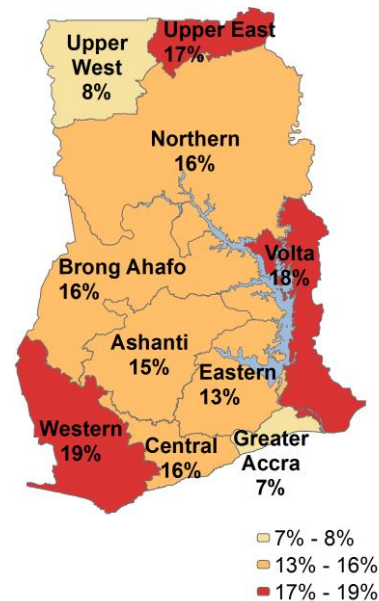 Upper East
17%
Upper
West
8%
Northern
16%
Volta
18%
Brong Ahafo
16%
Ashanti
15%
Eastern
13%
Western
19%
Central
16%
Greater
Accra
7%
7% - 8%
13% - 16%
17% - 19%